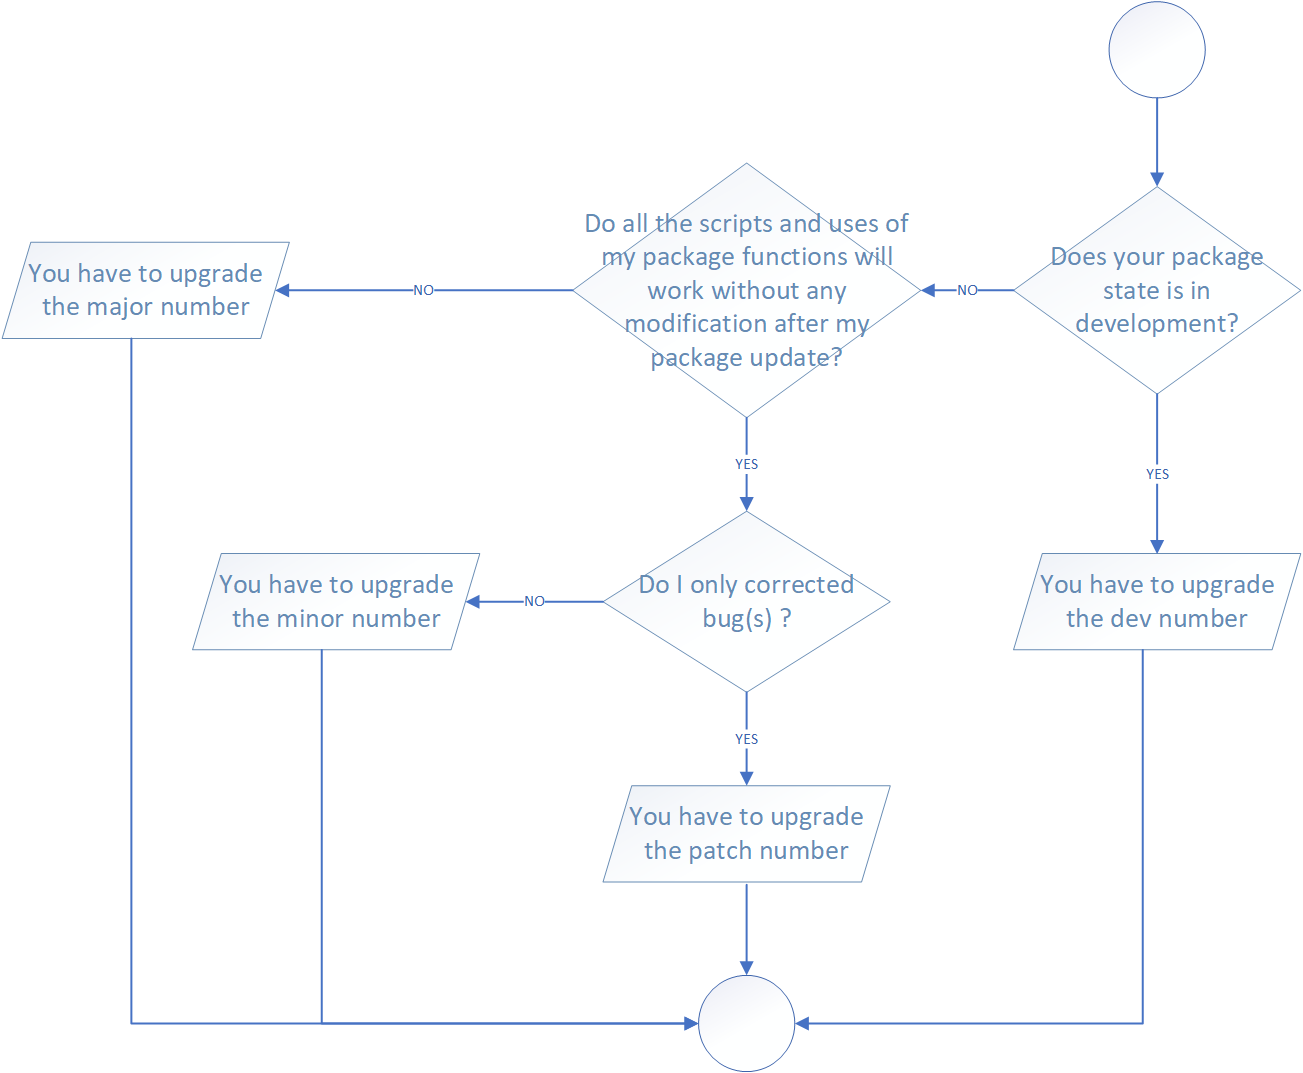 Does your package
state is in
development?
NO
YES
Do all the scripts and uses of
my package functions will
work without any
modification after my
package update?
NO
YES
You have to upgrade
the major number
Do I only corrected
bug(s) ?
NO
YES
You have to upgrade
the minor number
You have to upgrade
the dev number
You have to upgrade
the patch number